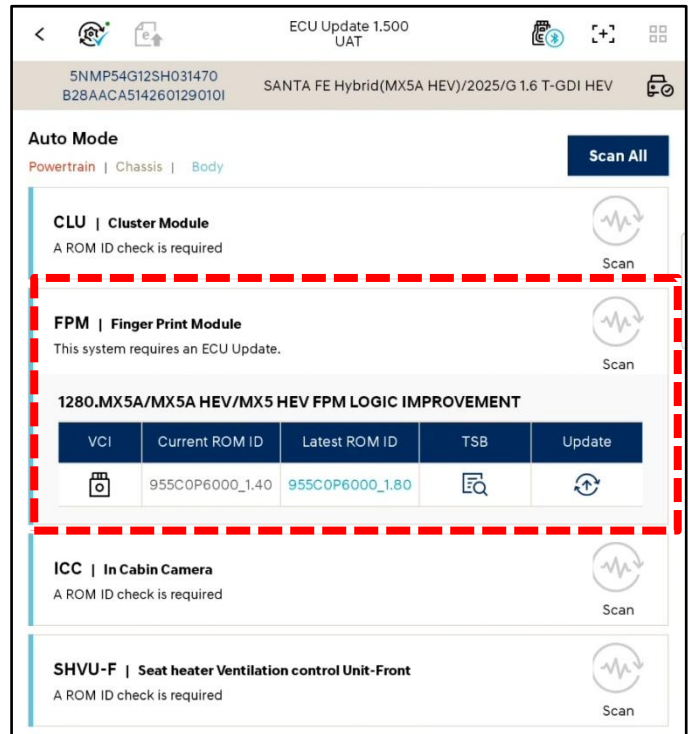 ECU Update 1.500
UAT
5NMP54G12SH031470
B28AACA514260129010I
SANTA FE Hybrid(MX5A HEV)/2025/G 1.6 T-GDI HEV
Auto Mode
Powertrain | Chassis | Body
Scan All
CLU | Cluster Module
A ROM ID check is required
Scan
FPM | Finger Print Module
This system requires an ECU Update.
Scan
1280.MX5A/MX5A HEV/MX5 HEV FPM LOGIC IMPROVEMENT
VCI Current ROM ID Latest ROM ID TSB Update
955C0P6000_1.40 955C0P6000_1.80
ICC | In Cabin Camera
A ROM ID check is required
Scan
SHVU-F | Seat heater Ventilation control Unit-Front
A ROM ID check is required
Scan